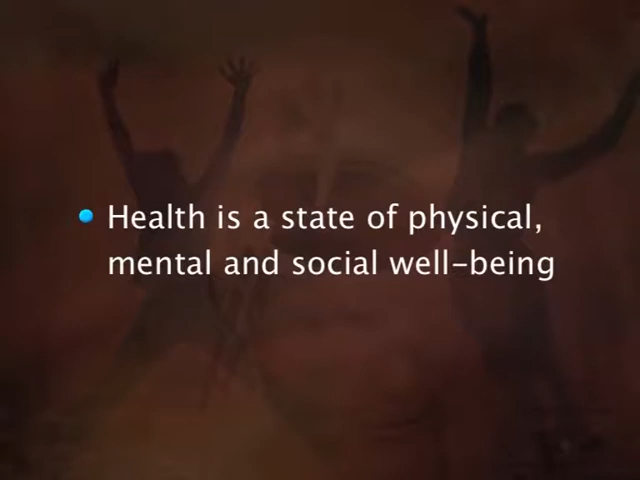 Health is a state of physical,
mental and social well-being